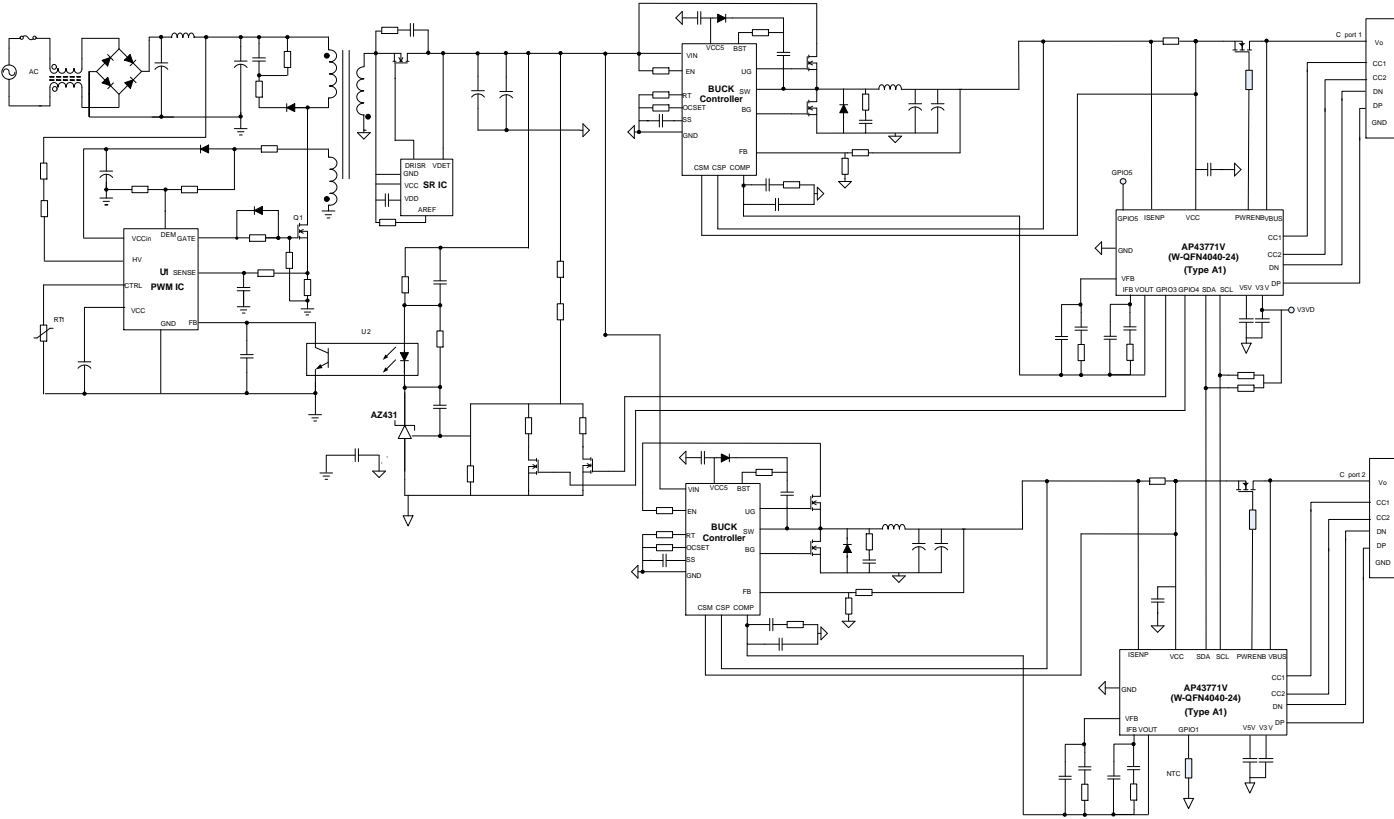 AC
VCCin
HV
CTRL
VCC
DEM
GATE
SENSE
GND
FB
U1
PWM IC
RT1
Q1
U2
DRISR
VDET
GND
VCC
VDD
AREF
SR IC
AZ431
VIN
EN
RT
OCSET
SS
GND
VCC5
BST
BUCK
Controller
UG
SW
BG
FB
CSM CSP COMP
C port 1
Vo
CC1
CC2
DN
DP
GND
GPIO5
GPIO5
ISENP
VCC
PWRENB
VBUS
GND
AP43771V
(W-QFN4040-24)
(Type A1)
CC1
CC2
DN
DP
VFB
IFB VOUT GPIO3 GPIO4 SDA SCL
V5V
V3V
V3VD
VIN
EN
RT
OCSET
SS
GND
VCC5
BST
BUCK
Controller
UG
SW
BG
FB
CSM CSP COMP
C port 2
Vo
CC1
CC2
DN
DP
GND
ISENP
VCC
SDA
SCL
PWRENB
VBUS
GND
AP43771V
(W-QFN4040-24)
(Type A1)
CC1
CC2
DN
DP
VFB
IFB VOUT
GPIO1
V5V
V3V
NTC